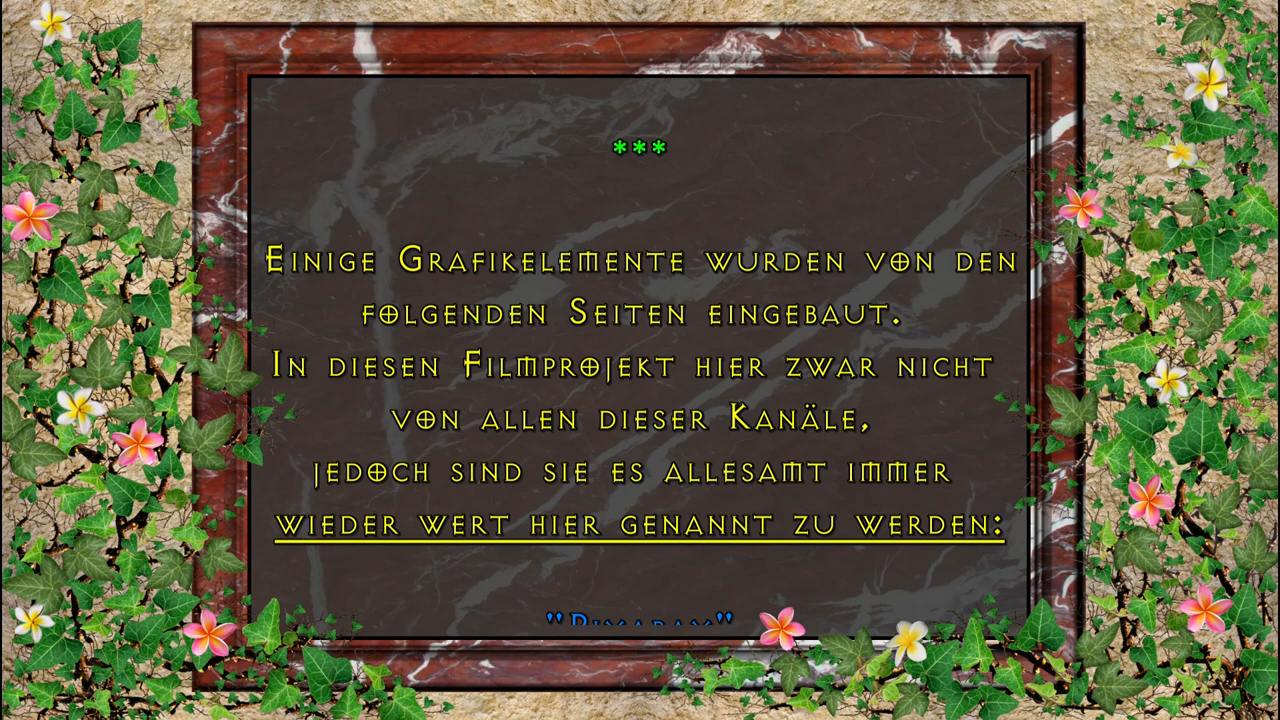 ***
Einige Grafikelemente wurden von den
folgenden Seiten eingebaut.
In diesen Filmprojekt hier zwar nicht
von allen dieser Kanäle,
jedoch sind sie es allesamt immer
wieder wert hier genannt zu werden:
"Pixabay"